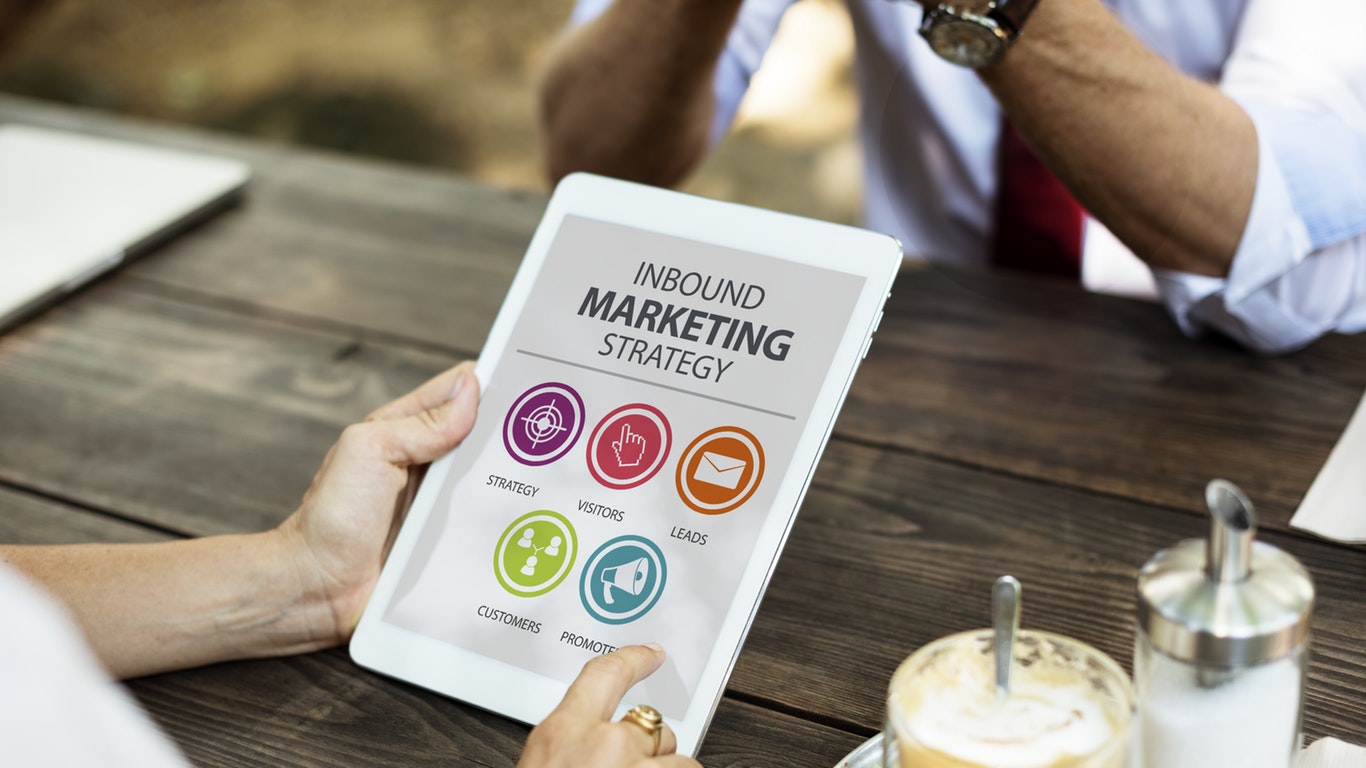 INBOUND
MARKETING
STRATEGY
STRATEGY
VISITORS
LEADS
CUSTOMERS